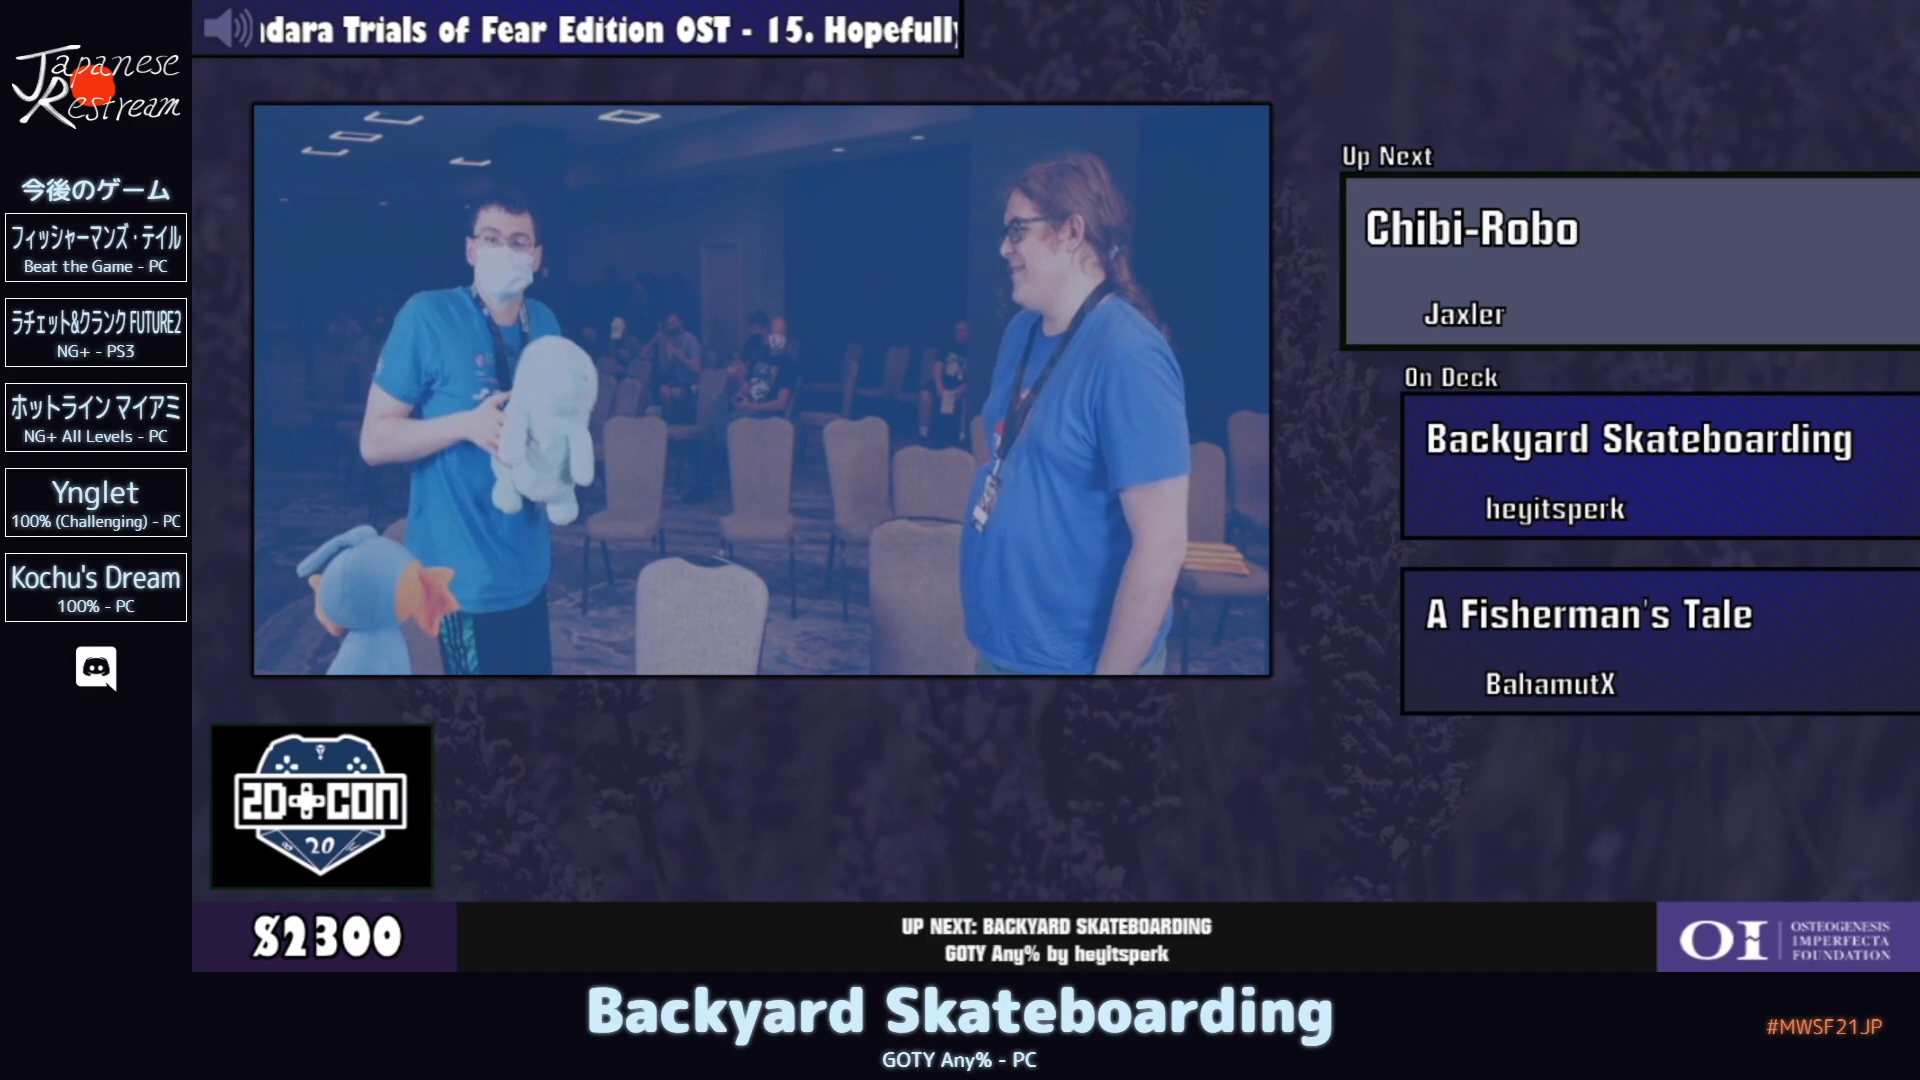 Japanese
Restream
今後のゲーム
フィッシャーマンズ・テイル
Beat the Game - PC
ラチェット&クランク FUTURE2
NG+ - PS3
ホットライン マイアミ
NG+ All Levels - PC
Ynglet
100% (Challenging) - PC
Kochu's Dream
100% - PC
dara Trials of Fear Edition OST - 15. Hopefully
Up Next
Chibi-Robo
Jaxler
On Deck
Backyard Skateboarding
heyitsperk
A Fisherman's Tale
BahamutX
2D+CON
20
$2300
UP NEXT: BACKYARD SKATEBOARDING
GOTY Any% by heyitsperk
OI
OSTEOGENESIS
IMPERFECTA
FOUNDATION
Backyard Skateboarding
GOTY Any% - PC
#MWSF21JP